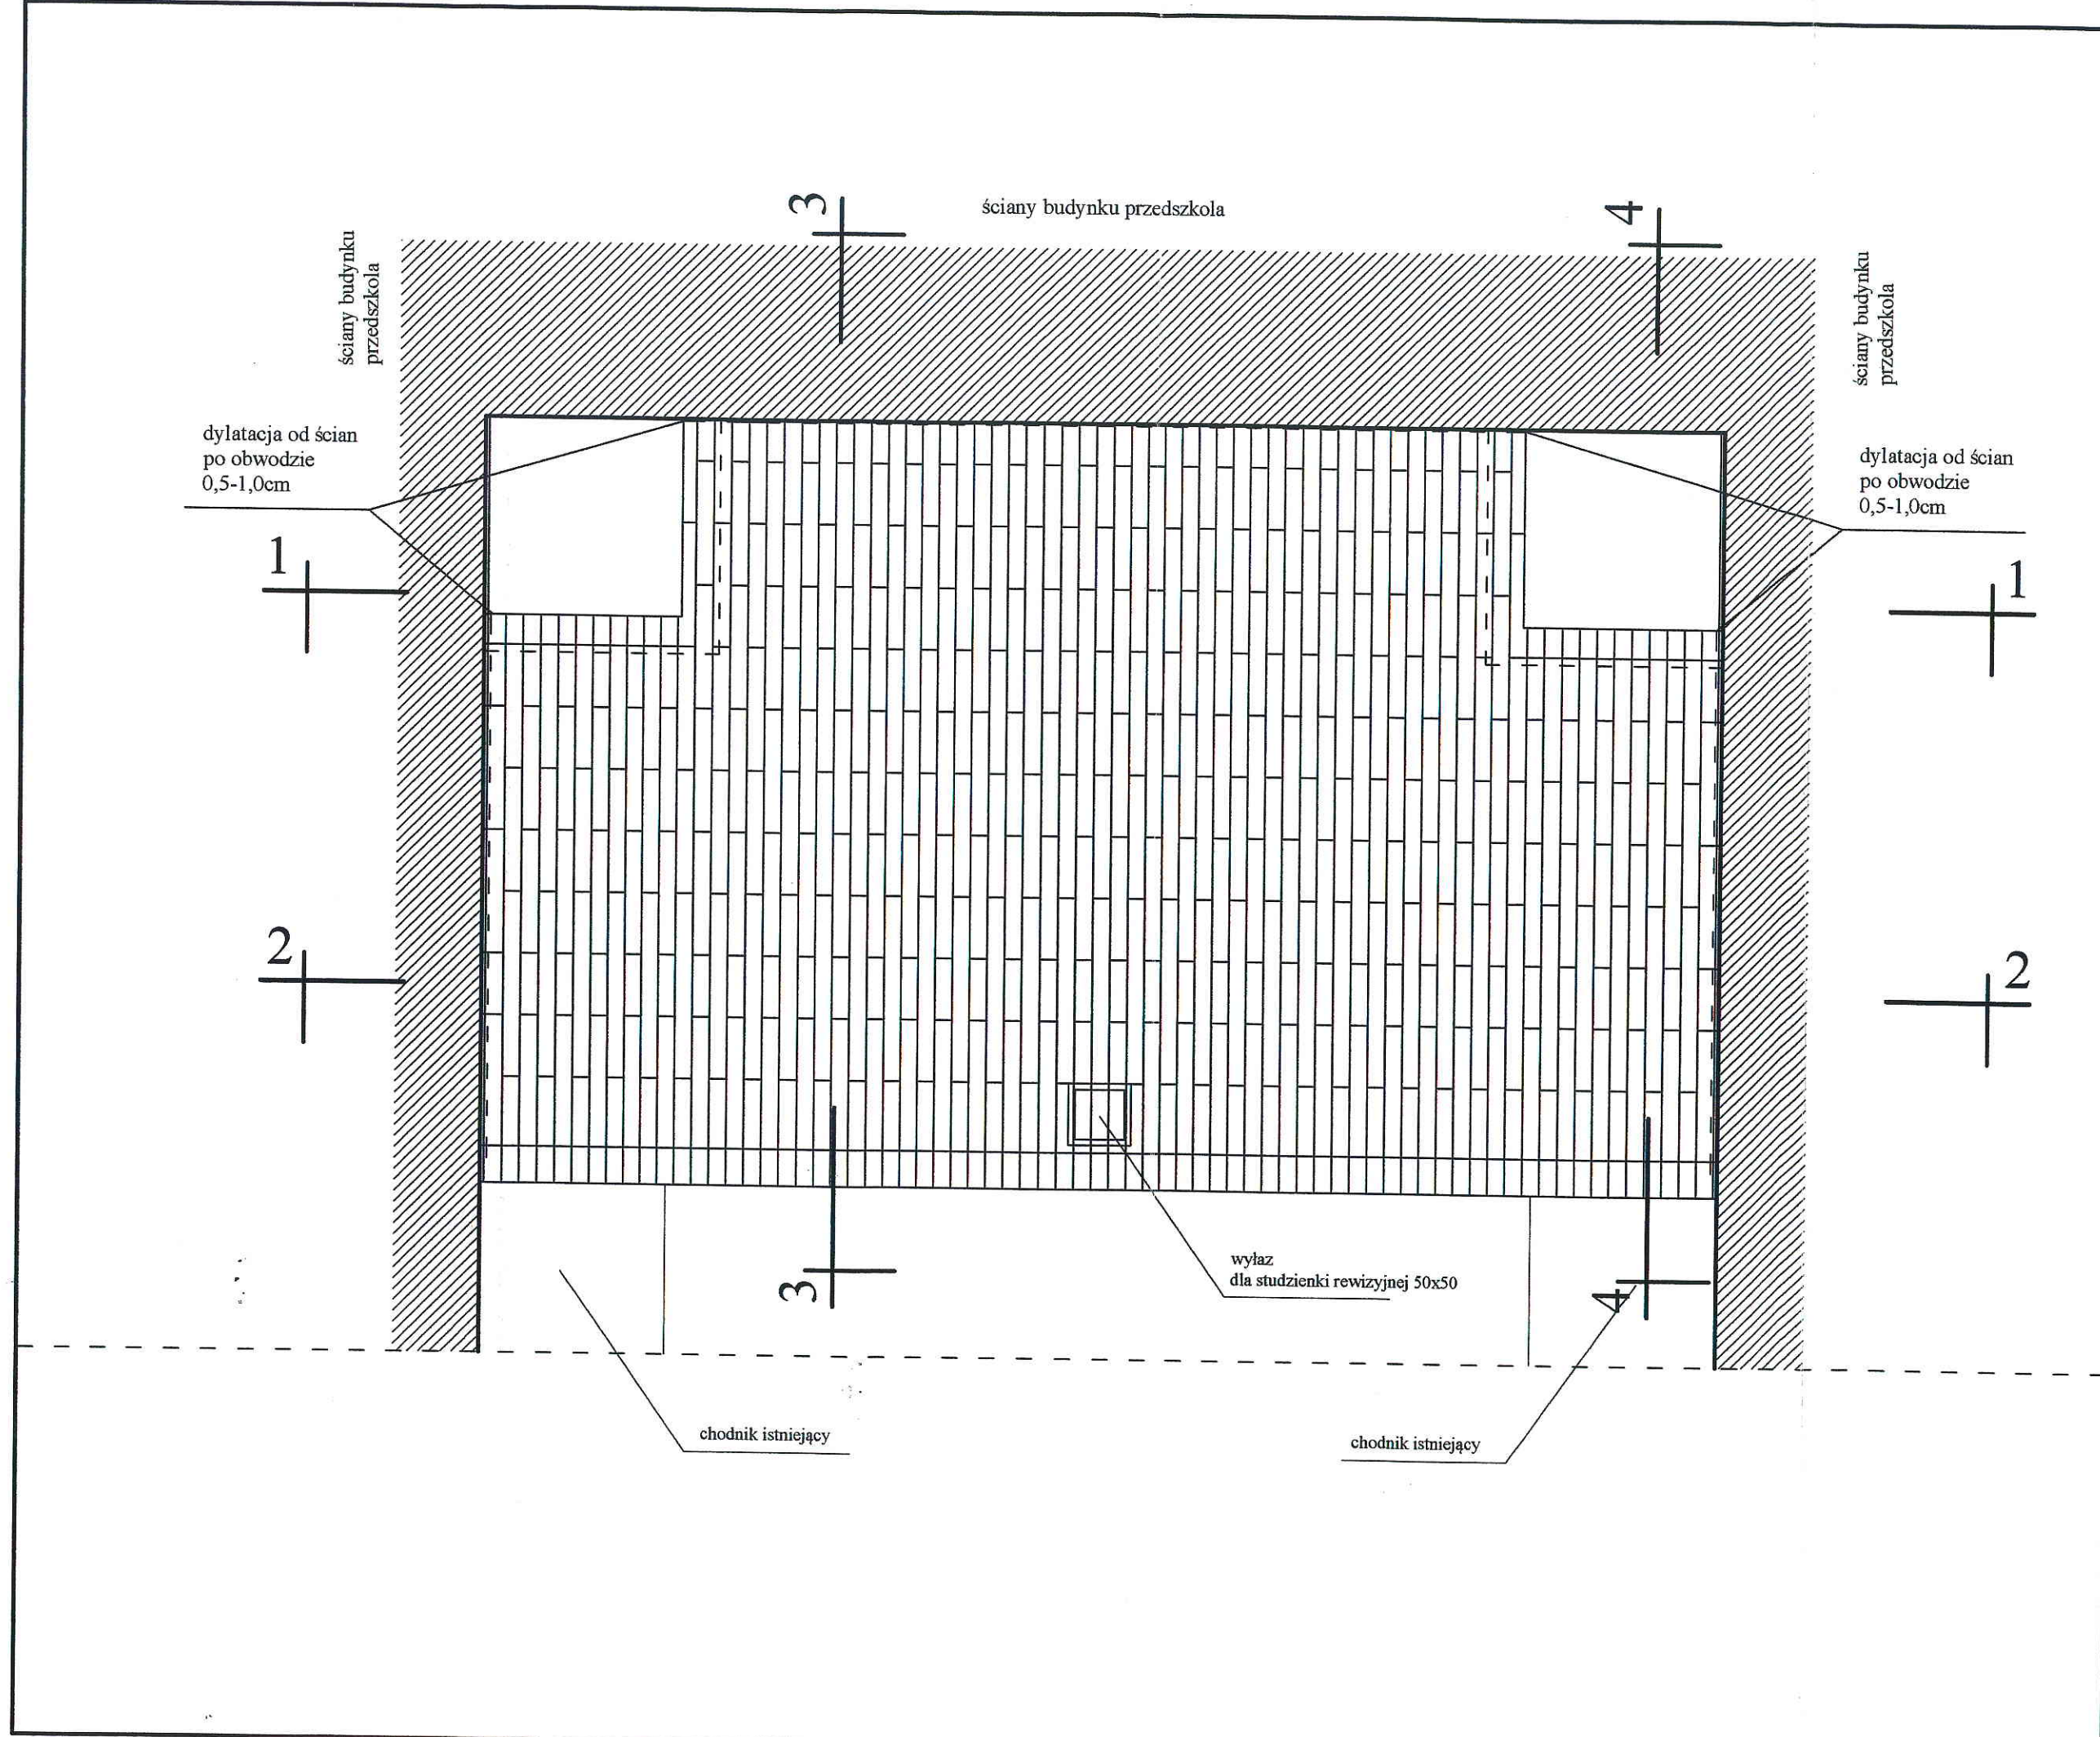 3
ściany budynku przedszkola
4
ściany budynku
przedszkola
ściany budynku
przedszkola
dylatacja od ścian
po obwodzie
0,5-1,0cm
dylatacja od ścian
po obwodzie
0,5-1,0cm
1
1
2
2
wyłaz
dla studzienki rewizyjnej 50x50
3
4
chodnik istniejący
chodnik istniejący